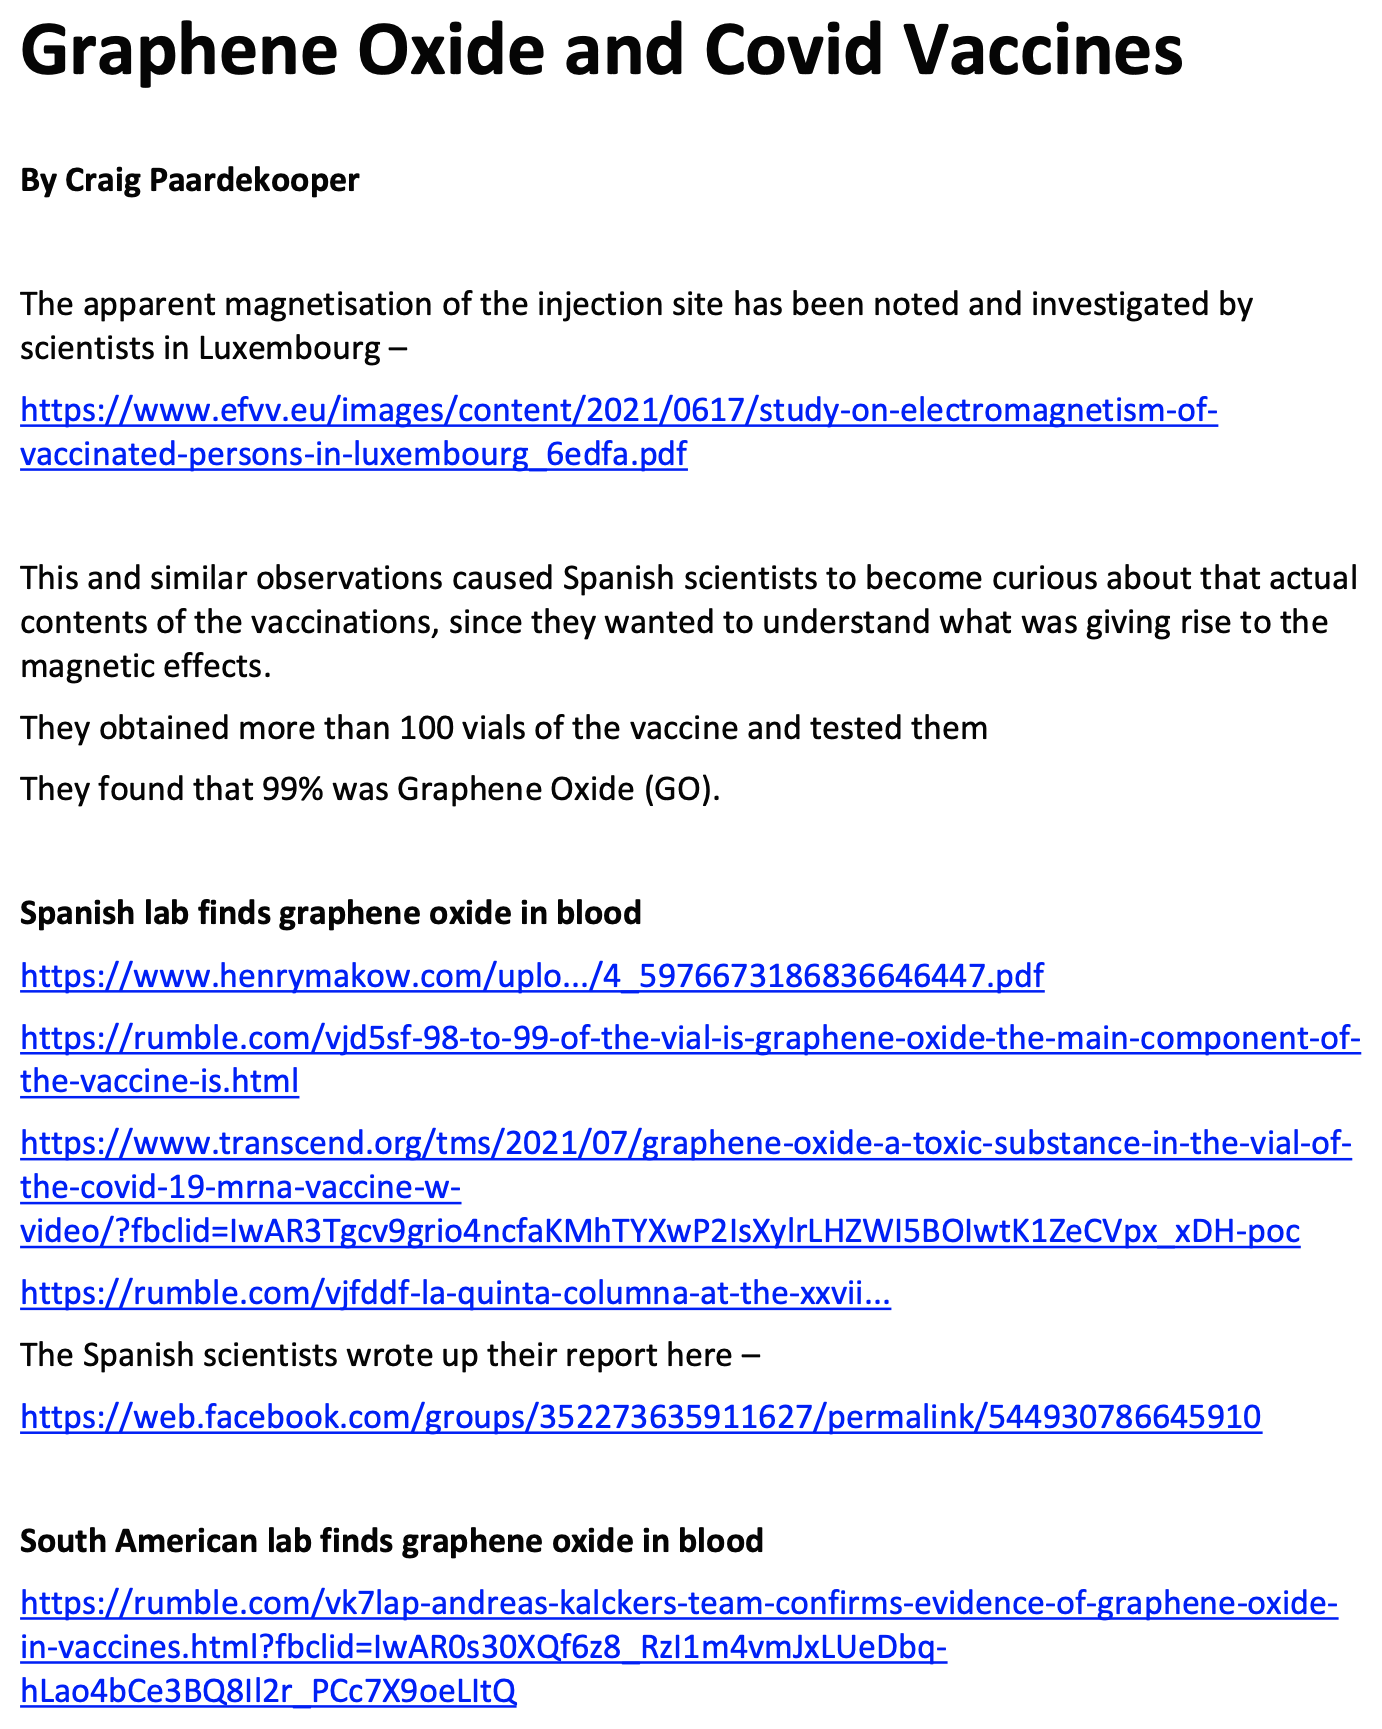 Graphene Oxide and Covid Vaccines
By Craig Paardekooper
The apparent magnetisation of the injection site has been noted and investigated by
scientists in Luxembourg –
https://www.efvv.eu/images/content/2021/0617/study-on-electromagnetism-of-
vaccinated-persons-in-luxembourg_6edfa.pdf
This and similar observations caused Spanish scientists to become curious about that actual
contents of the vaccinations, since they wanted to understand what was giving rise to the
magnetic effects.
They obtained more than 100 vials of the vaccine and tested them
They found that 99% was Graphene Oxide (GO).
Spanish lab finds graphene oxide in blood
https://www.henrymakow.com/uplo.../4_5976673186836646447.pdf
https://rumble.com/vjd5sf-98-to-99-of-the-vial-is-graphene-oxide-the-main-component-of-
the-vaccine-is.html
https://www.transcend.org/tms/2021/07/graphene-oxide-a-toxic-substance-in-the-vial-of-
the-covid-19-mrna-vaccine-w-
video/?fbclid=IwAR3Tgcv9grio4ncfaKMhTYXwP2IsXylrLHZWI5BOIwtK1ZeCVpx_xDH-poc
https://rumble.com/vjfddf-la-quinta-columna-at-the-xxvii...
The Spanish scientists wrote up their report here –
https://web.facebook.com/groups/352273635911627/permalink/544930786645910
South American lab finds graphene oxide in blood
https://rumble.com/vk7lap-andreas-kalckers-team-confirms-evidence-of-graphene-oxide-
in-vaccines.html?fbclid=IwAR0s30XQf6z8_RzI1m4vmJxLUeDbq-
hLao4bCe3BQ8Il2r_PCc7X9oeLItQ